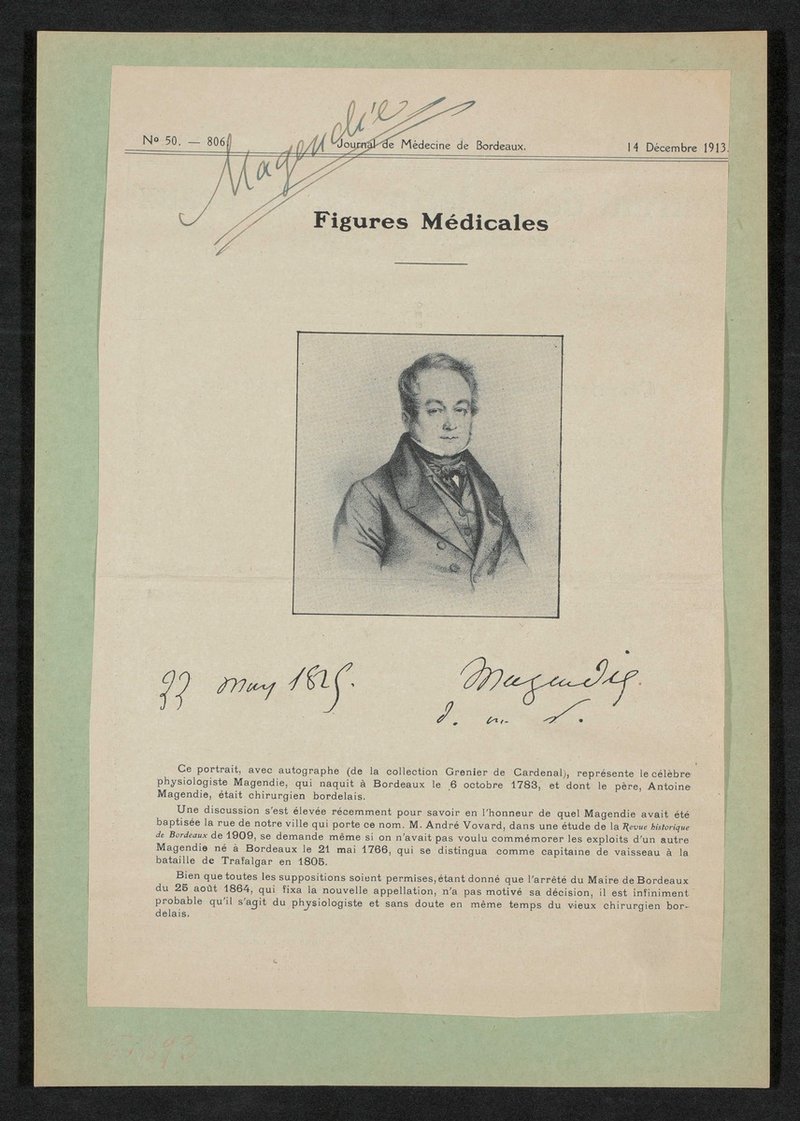 Magendie
Nº 50. — 806
Journal de Médecine de Bordeaux.
14 Décembre 1913.
Figures Médicales
May 1825.
Magendie.
d. m.
Ce portrait, avec autographe (de la collection Grenier de Cardenal), représente le célèbre
physiologiste Magendie, qui naquit à Bordeaux le 6 octobre 1783, et dont le père, Antoine
Magendie, était chirurgien bordelais.
Une discussion s'est élevée récemment pour savoir en l'honneur de quel Magendie avait été
baptisée la rue de notre ville qui porte ce nom. M. André Vovard, dans une étude de la Revue historique
de Bordeaux de 1909, se demande même si on n'avait pas voulu commémorer les exploits d'un autre
Magendie né à Bordeaux le 21 mai 1766, qui se distingua comme capitaine de vaisseau à la
bataille de Trafalgar en 1805.
Bien que toutes les suppositions soient permises, étant donné que l'arrêté du Maire de Bordeaux
du 25 août 1864, qui fixa la nouvelle appellation, n'a pas motivé sa décision, il est infiniment
probable qu'il s'agit du physiologiste et sans doute en même temps du vieux chirurgien bor-
delais.